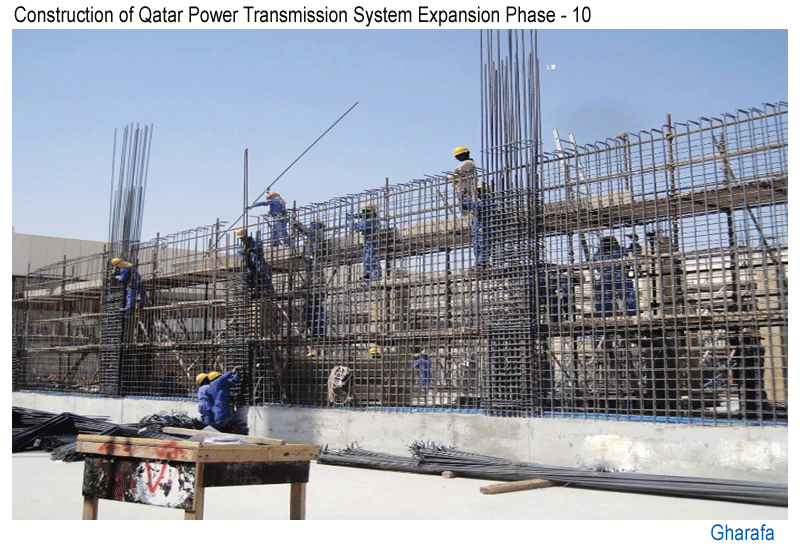 Construction of Qatar Power Transmission System Expansion Phase - 10
Gharafa